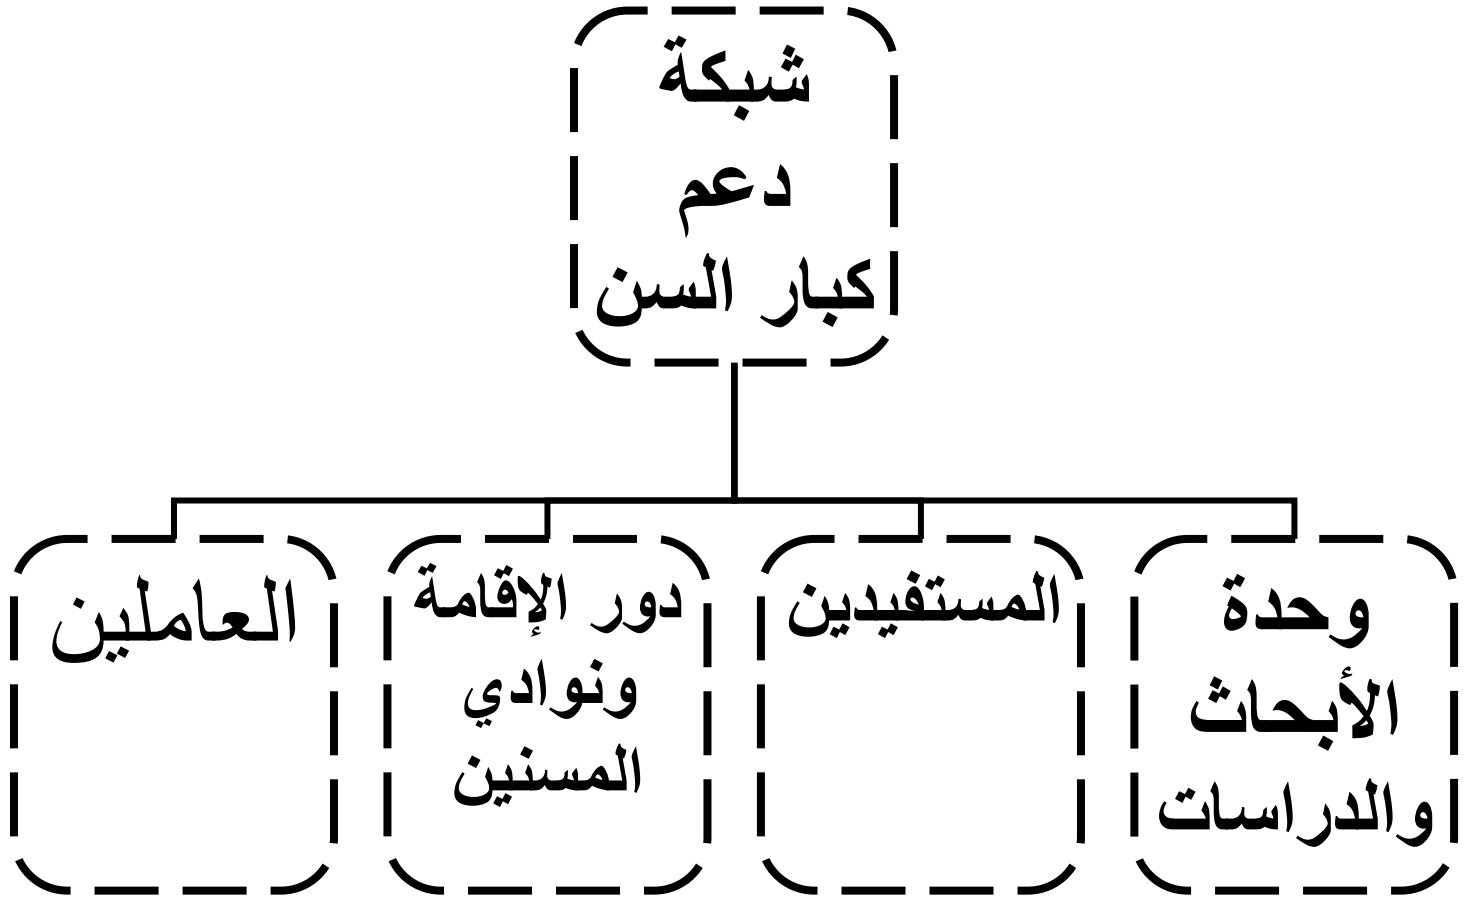 شبكة
دعم
كبار السن
وحدة
الأبحاث
والدراسات
المستفيدين
دور الإقامة
ونوادي
المسنين
العاملين